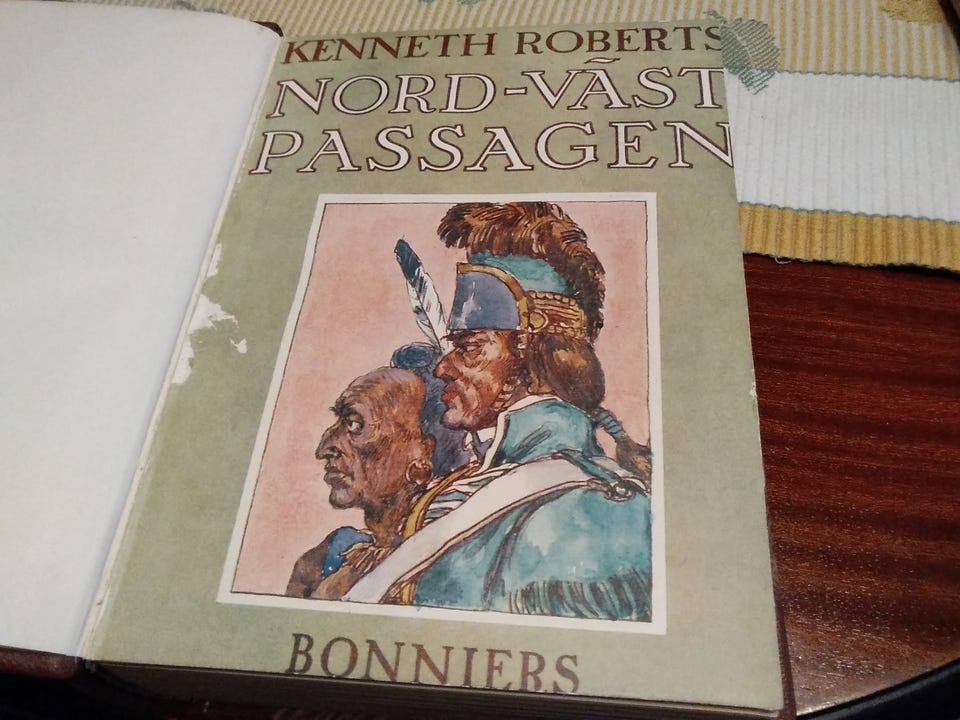 KENNETH ROBERTS
NORD-VÄST
PASSAGEN
BONNIERS